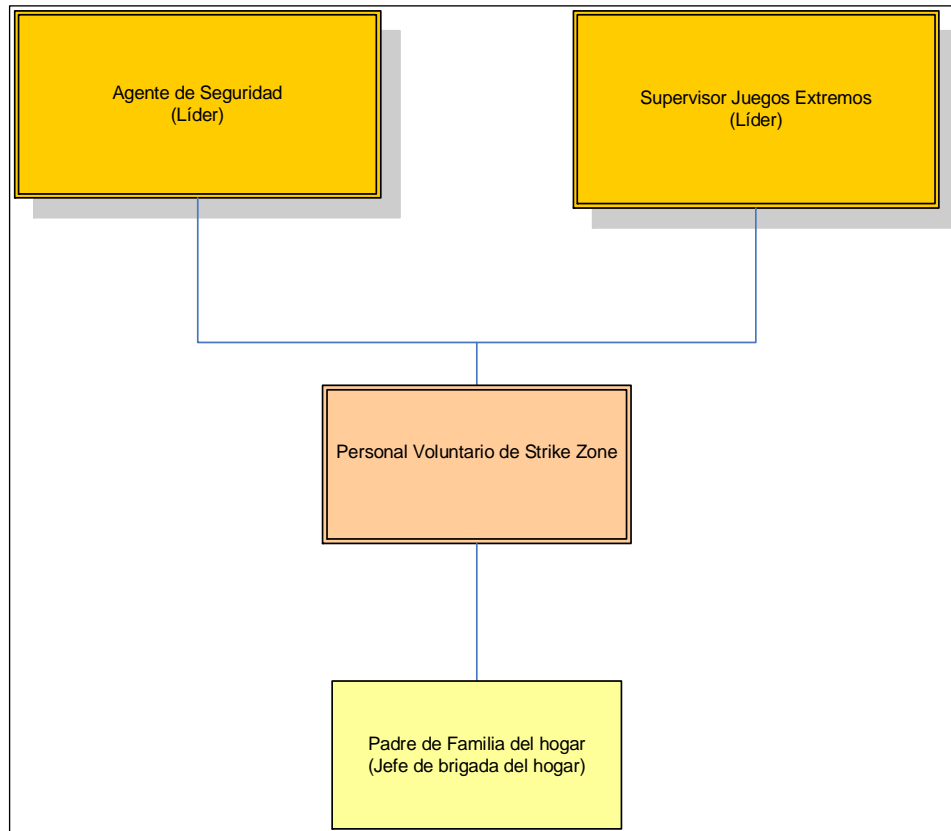 Agente de Seguridad
(Líder)
Supervisor Juegos Extremos
(Líder)
Personal Voluntario de Strike Zone
Padre de Familia del hogar
(Jefe de brigada del hogar)